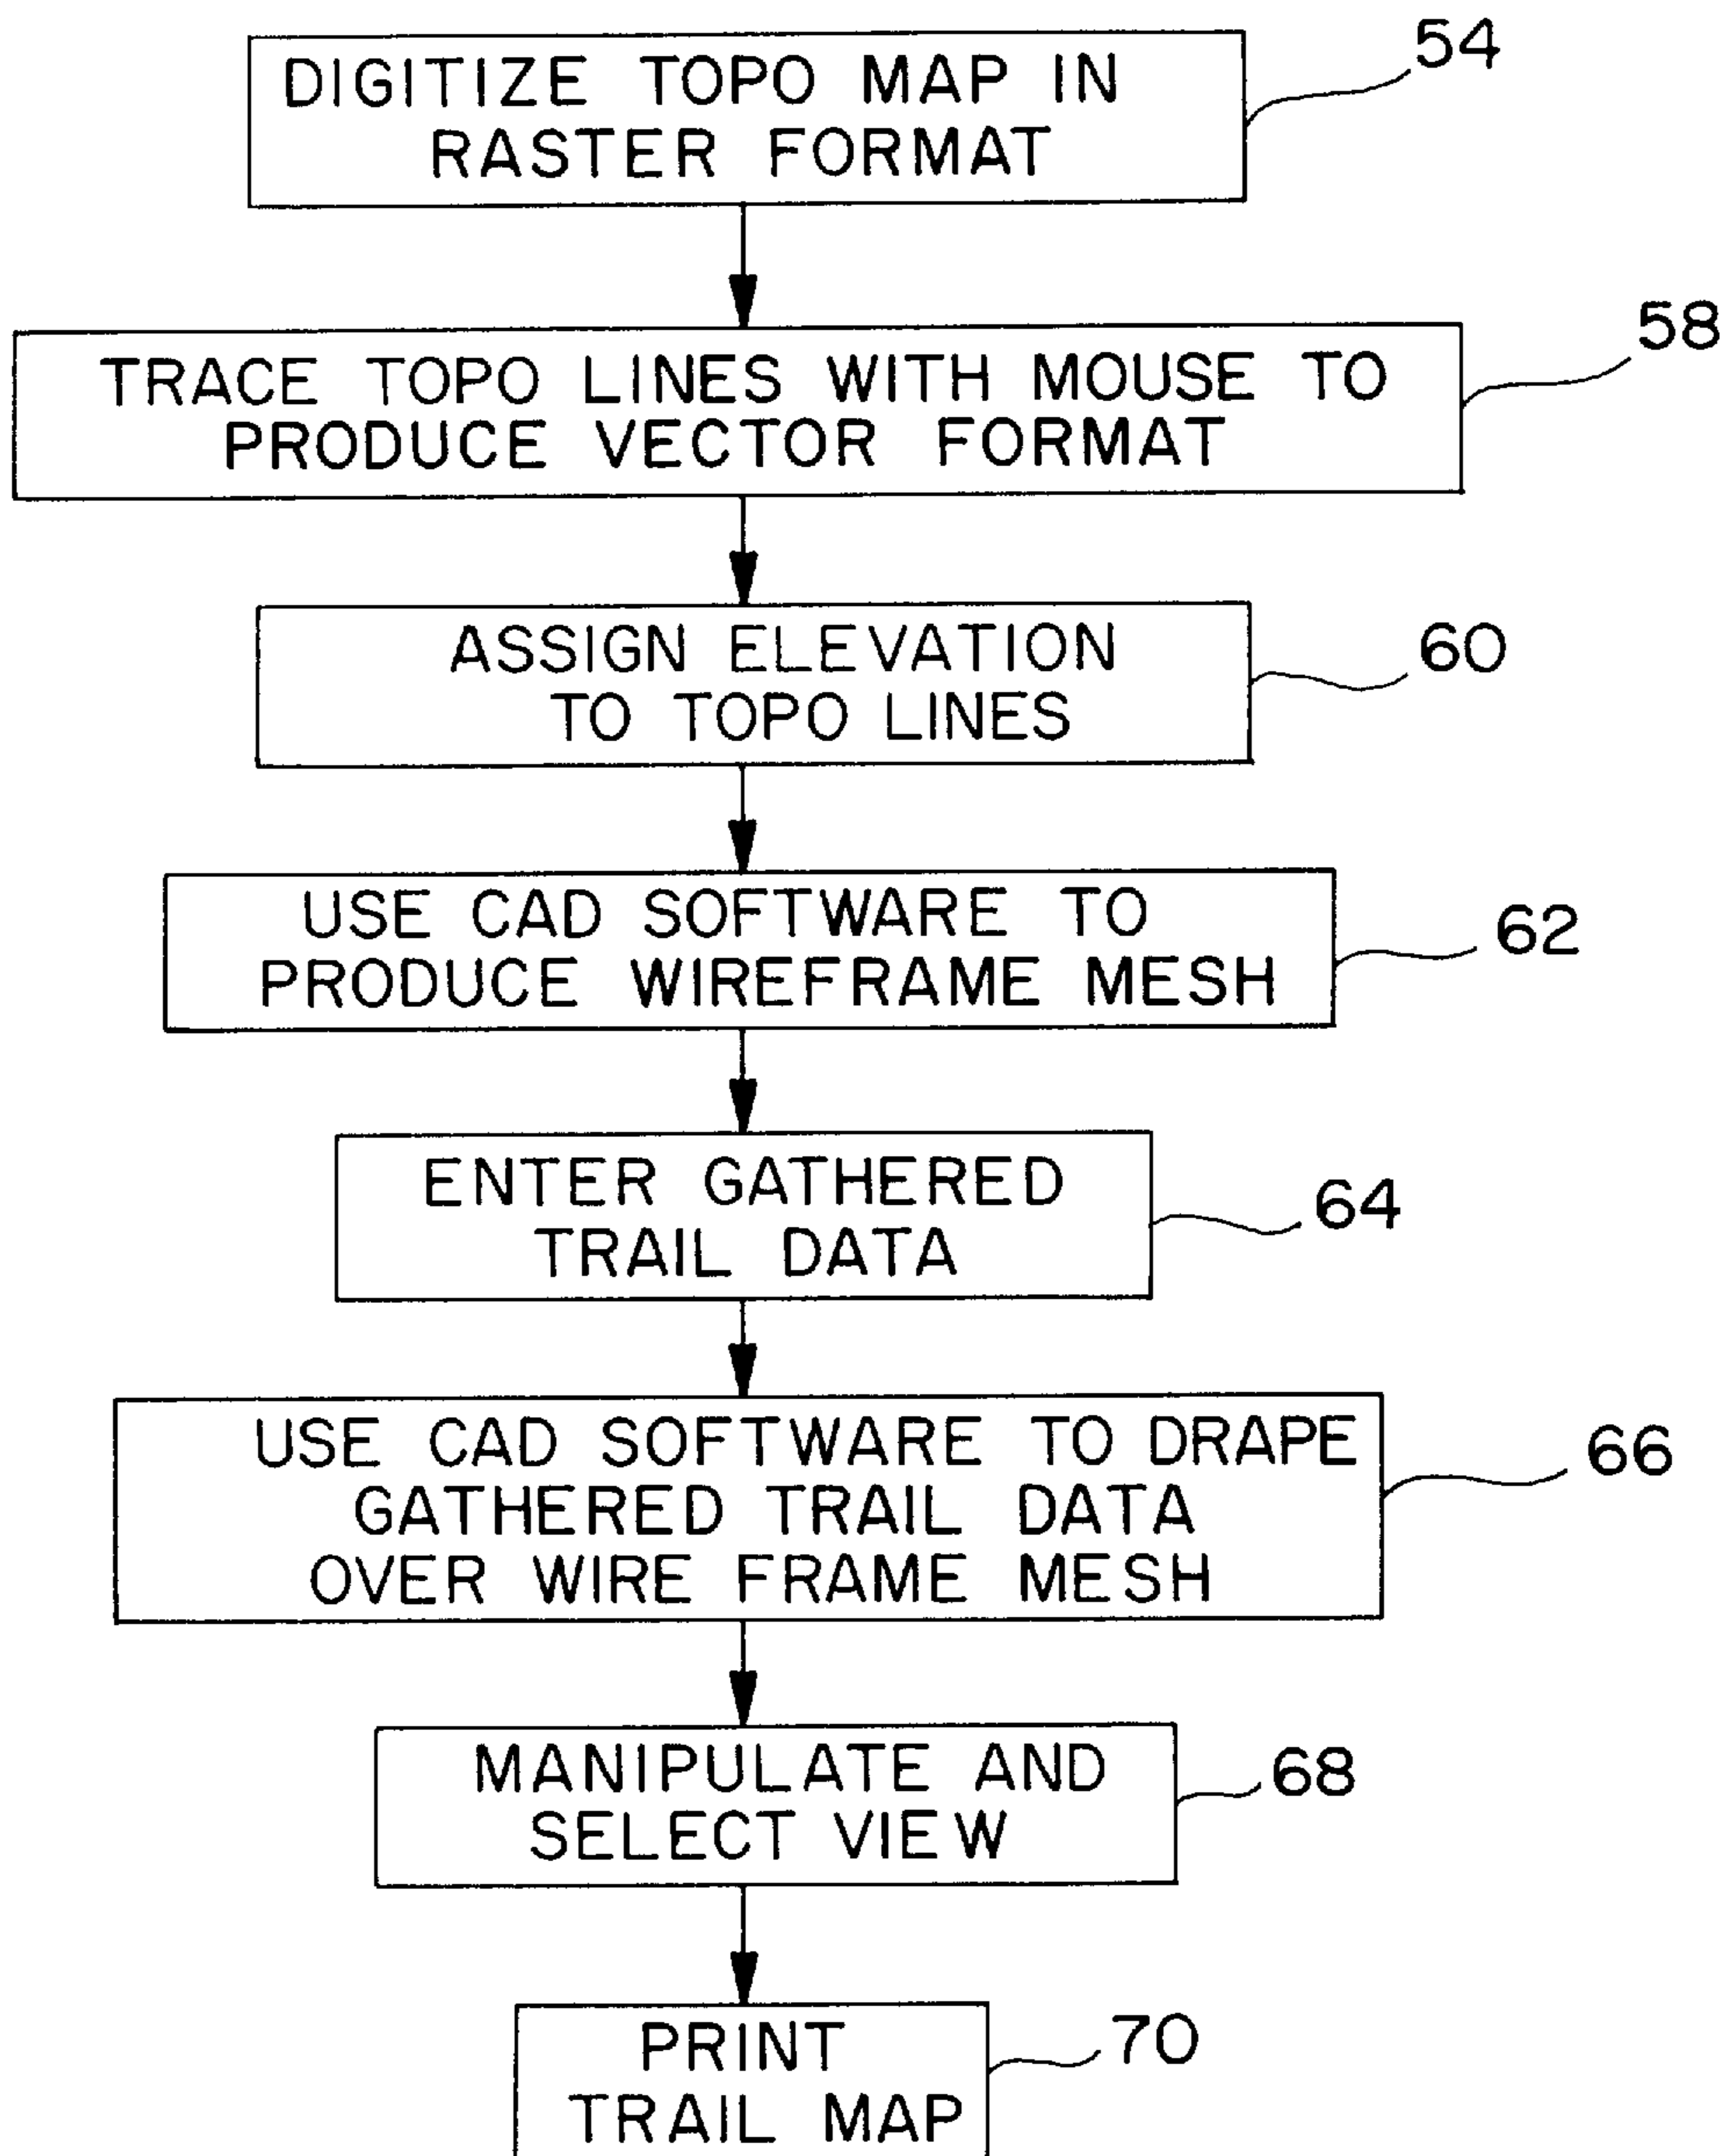 DIGITIZE TOPO MAP IN
RASTER FORMAT
54
TRACE TOPO LINES WITH MOUSE TO
PRODUCE VECTOR FORMAT
58
ASSIGN ELEVATION
TO TOPO LINES
60
USE CAD SOFTWARE TO
PRODUCE WIREFRAME MESH
62
ENTER GATHERED
TRAIL DATA
64
USE CAD SOFTWARE TO DRAPE
GATHERED TRAIL DATA
OVER WIRE FRAME MESH
66
MANIPULATE AND
SELECT VIEW
68
PRINT
TRAIL MAP
70